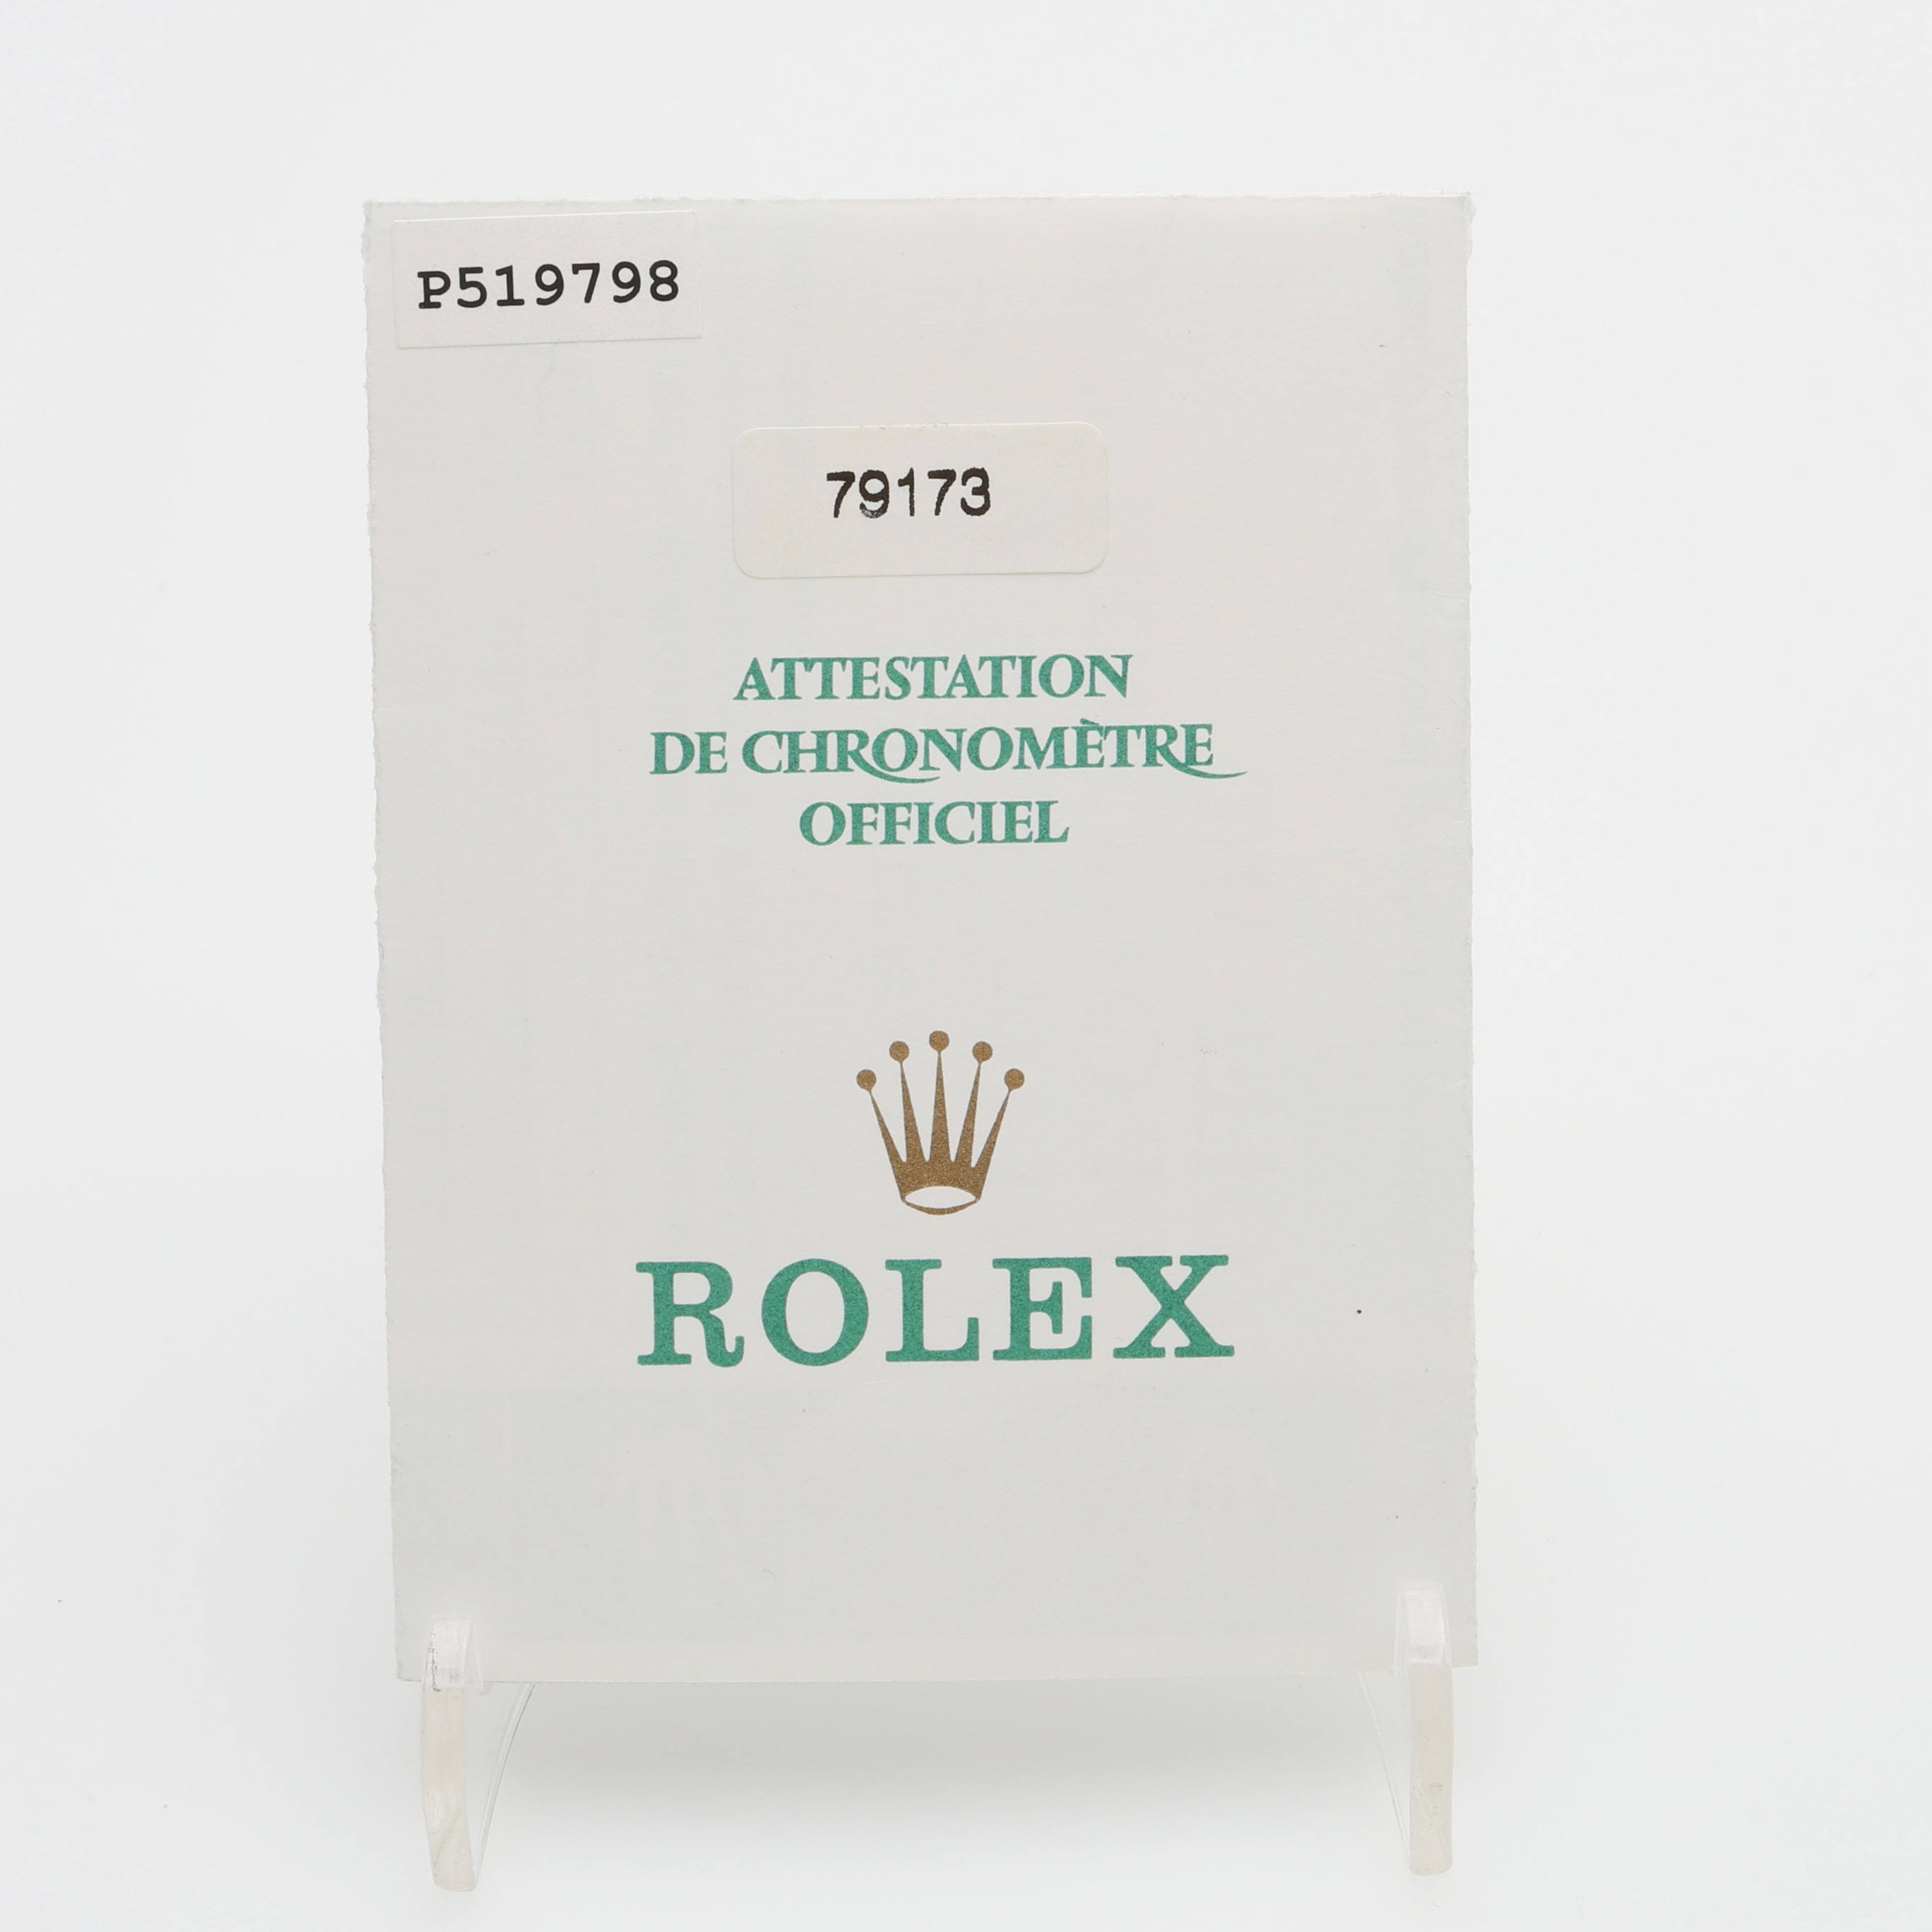 P519798
79173
ATTESTATION
DE CHRONOMÈTRE
OFFICIEL
ROLEX